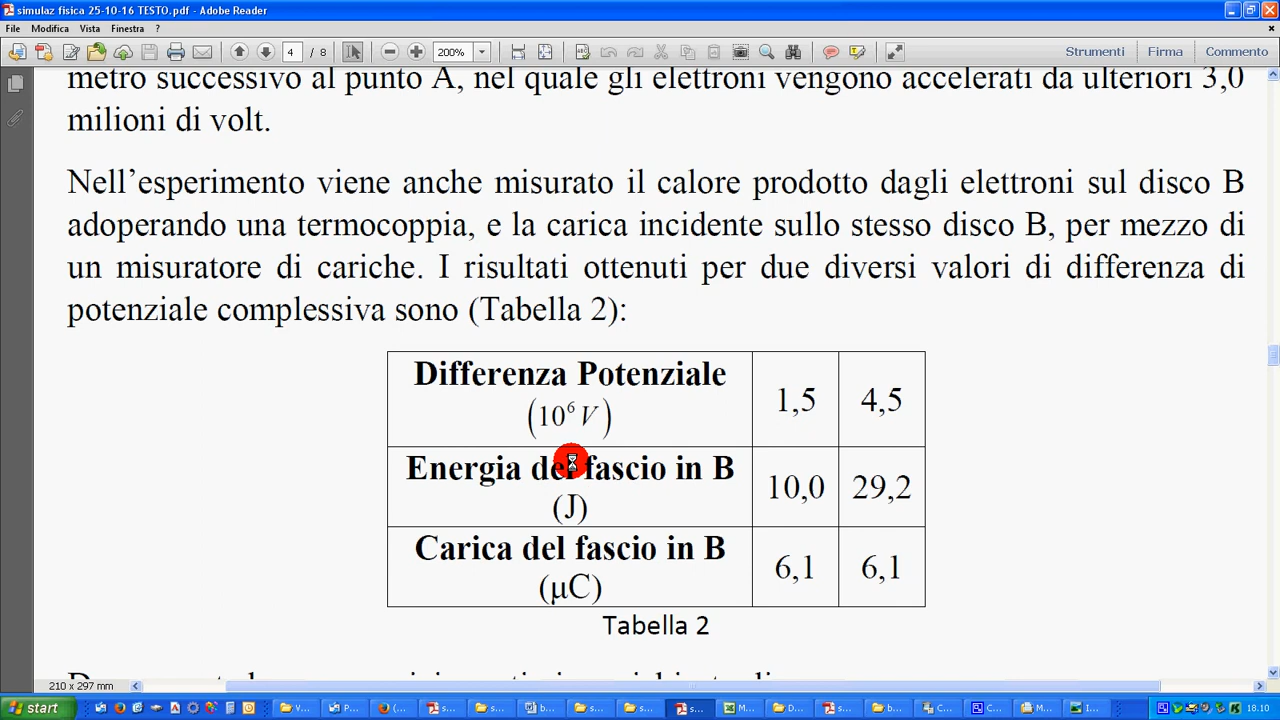 simulaz fisica 25-10-16 TESTO.pdf - Adobe Reader
File Modifica Vista Finestra ?
4 / 8 200% Strumenti Firma Commento
metro successivo al punto A, nel quale gli elettroni vengono accelerati da ulteriori 3,0
milioni di volt.
Nell’esperimento viene anche misurato il calore prodotto dagli elettroni sul disco B
adoperando una termocoppia, e la carica incidente sullo stesso disco B, per mezzo di
un misuratore di cariche. I risultati ottenuti per due diversi valori di differenza di
potenziale complessiva sono (Tabella 2):
Differenza Potenziale
(10⁶ V) 1,5 4,5
Energia del fascio in B
(J) 10,0 29,2
Carica del fascio in B
(μC) 6,1 6,1
Tabella 2
210 x 297 mm
start V... P... (... s... s... b... s... s... s... M... D... s... b... C... C... M... I... 18.10